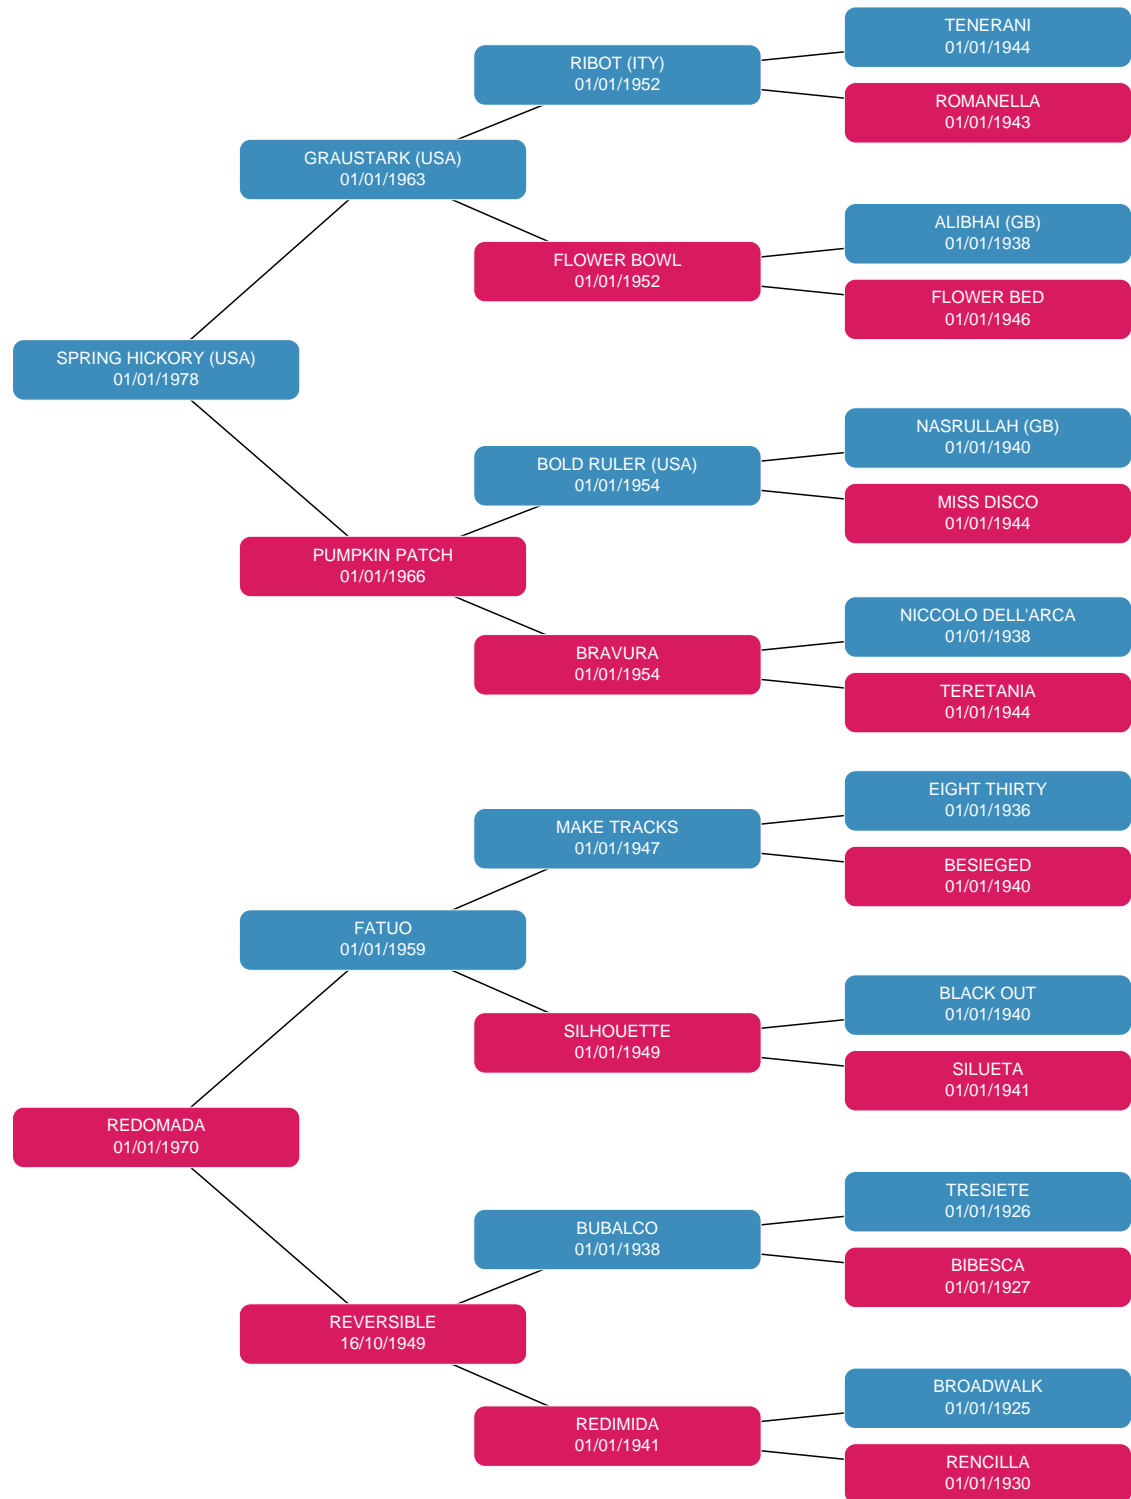 TENERANI
01/01/1944
RIBOT (ITY)
01/01/1952
ROMANELLA
01/01/1943
GRAUSTARK (USA)
01/01/1963
ALIBHAI (GB)
01/01/1938
FLOWER BOWL
01/01/1952
FLOWER BED
01/01/1946
SPRING HICKORY (USA)
01/01/1978
NASRULLAH (GB)
01/01/1940
BOLD RULER (USA)
01/01/1954
MISS DISCO
01/01/1944
PUMPKIN PATCH
01/01/1966
NICCOLO DELL'ARCA
01/01/1938
BRAVURA
01/01/1954
TERETANIA
01/01/1944
EIGHT THIRTY
01/01/1936
MAKE TRACKS
01/01/1947
BESIEGED
01/01/1940
FATUO
01/01/1959
BLACK OUT
01/01/1940
SILHOUETTE
01/01/1949
SILUETA
01/01/1941
REDOMADA
01/01/1970
TRESIETE
01/01/1926
BUBALCO
01/01/1938
BIBESCA
01/01/1927
REVERSIBLE
16/10/1949
BROADWALK
01/01/1925
REDIMIDA
01/01/1941
RENCILLA
01/01/1930